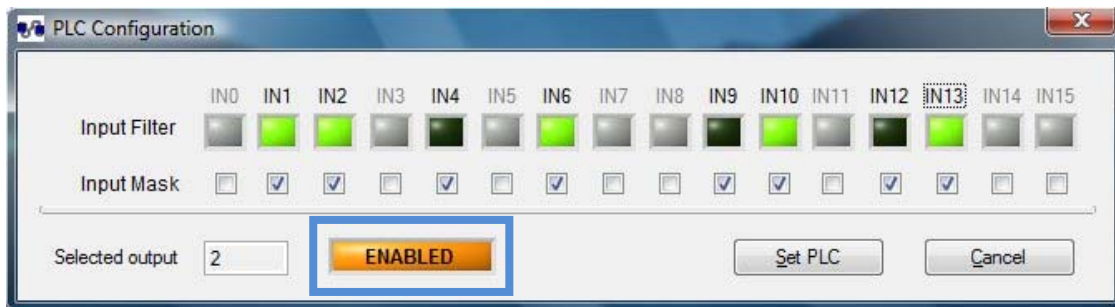 PLC Configuration
IN0 IN1 IN2 IN3 IN4 IN5 IN6 IN7 IN8 IN9 IN10 IN11 IN12 IN13 IN14 IN15
Input Filter
Input Mask
Selected output 2 ENABLED Set PLC Cancel